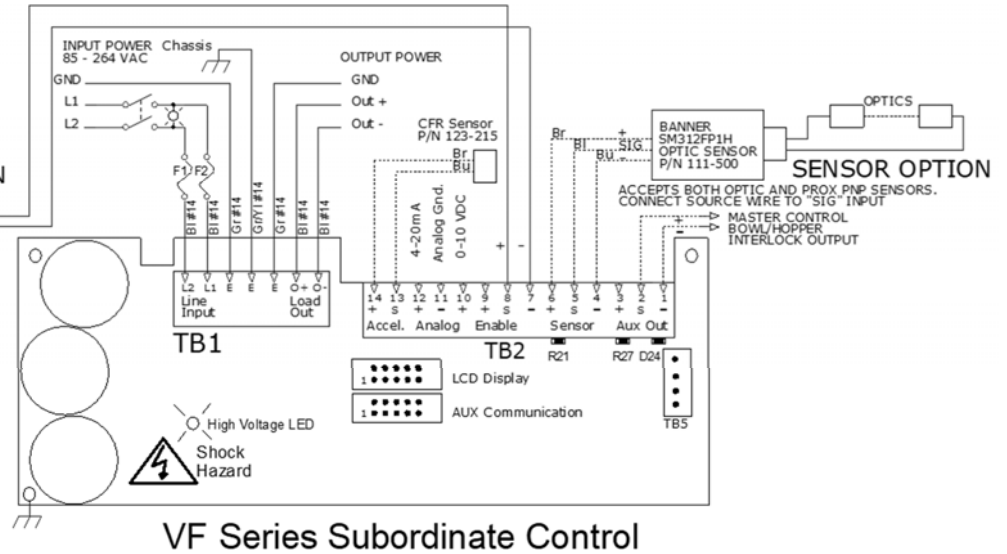 INPUT POWER Chassis
85 - 264 VAC
GND
L1
L2
F1 F2
Bl #14
Bl #14
Gr #14
Gr/Yl #14
Gr #14
Bl #14
Bl #14
OUTPUT POWER
GND
Out +
Out -
CFR Sensor
P/N 123-215
Br
Bu
4-20mA
Analog Gnd.
0-10 VDC
+ -
Br +
Bl SIG
Bu -
BANNER
SM312FP1H
OPTIC SENSOR
P/N 111-500
OPTICS
SENSOR OPTION
ACCEPTS BOTH OPTIC AND PROX PNP SENSORS.
CONNECT SOURCE WIRE TO "SIG" INPUT
+ MASTER CONTROL
- BOWL/HOPPER
INTERLOCK OUTPUT
N
L2 L1 E E E O+ O-
Line Load
Input Out
TB1
14 13 12 11 10 9 8 7 6 5 4 3 2 1
+ S + - + + S - + S - + S -
Accel. Analog Enable Sensor Aux Out
TB2
R21 R27 D24
1 LCD Display
1 AUX Communication
TB5
High Voltage LED
Shock
Hazard
VF Series Subordinate Control